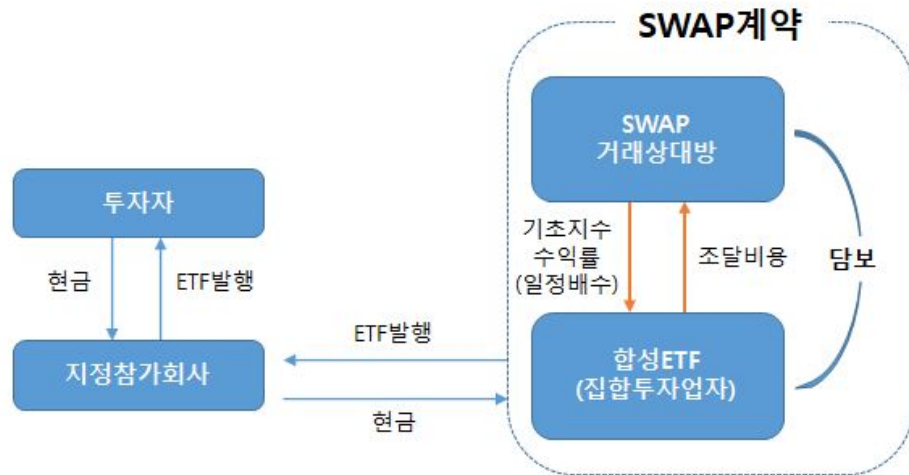 SWAP계약
SWAP
거래상대방
투자자
기초지수
수익률
(일정배수)
조달비용
담보
현금
ETF발행
ETF발행
지정참가회사
합성ETF
(집합투자업자)
현금